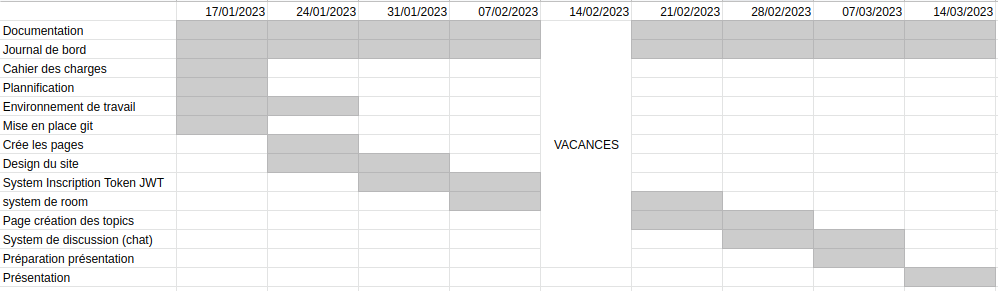 17/01/2023 24/01/2023 31/01/2023 07/02/2023 14/02/2023 21/02/2023 28/02/2023 07/03/2023 14/03/2023
Documentation
Journal de bord
Cahier des charges
Plannification
Environnement de travail
Mise en place git
Crée les pages VACANCES
Design du site
System Inscription Token JWT
system de room
Page création des topics
System de discussion (chat)
Préparation présentation
Présentation